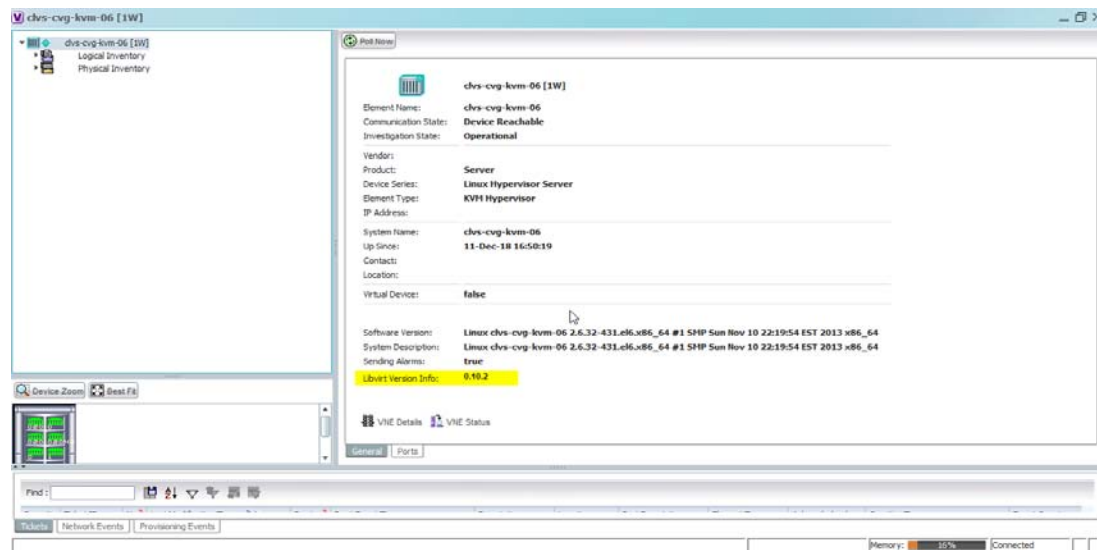 clvs-cvg-kvm-06 [1W]
clvs-cvg-kvm-06 [1W]
Logical Inventory
Physical Inventory
Poll Now
clvs-cvg-kvm-06 [1W]
Element Name: clvs-cvg-kvm-06
Communication State: Device Reachable
Investigation State: Operational
Vendor:
Product: Server
Device Series: Linux Hypervisor Server
Element Type: KVM Hypervisor
IP Address:
System Name: clvs-cvg-kvm-06
Up Since: 11-Dec-18 16:50:19
Contact:
Location:
Virtual Device: false
Software Version: Linux clvs-cvg-kvm-06 2.6.32-431.el6.x86_64 #1 SMP Sun Nov 10 22:19:54 EST 2013 x86_64
System Description: Linux clvs-cvg-kvm-06 2.6.32-431.el6.x86_64 #1 SMP Sun Nov 10 22:19:54 EST 2013 x86_64
Sending Alarms: true
Libvirt Version Info: 0.10.2
VNE Details VNE Status
General Ports
Device Zoom Best Fit
Find :
Tickets Network Events Provisioning Events
Memory: 16% Connected